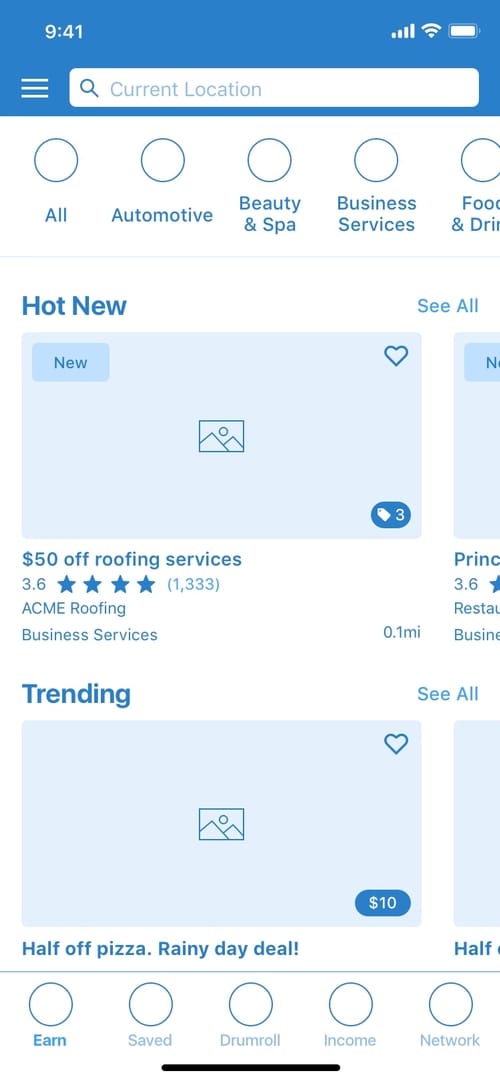 9:41
Current Location
All
Automotive
Beauty
& Spa
Business
Services
Food
& Drin
Hot New
See All
New
Ne
3
$50 off roofing services
3.6 (1,333)
ACME Roofing
Business Services
0.1mi
Princ
3.6
Restau
Busine
Trending
See All
$10
Half off pizza. Rainy day deal!
Half
Earn
Saved
Drumroll
Income
Network